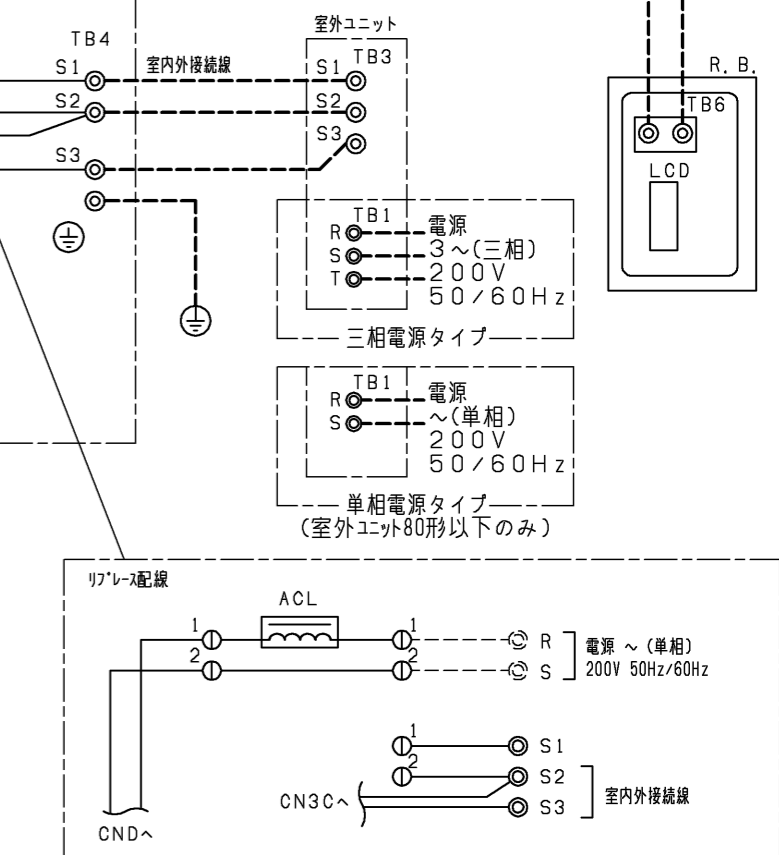 室外ユニット
TB4
S1
室内外接続線
S1
TB3
S2
S2
S3
S3
R.B.
TB6
LCD
TB1
R
S
T
電源
3~(三相)
200V
50/60Hz
三相電源タイプ
TB1
R
S
電源
~(単相)
200V
50/60Hz
単相電源タイプ
(室外ユニット80形以下のみ)
リプレース配線
ACL
1
1
R
2
2
S
電源 ~ (単相)
200V 50Hz/60Hz
1
S1
2
S2
CN3Cへ
S3
室内外接続線
CNDへ